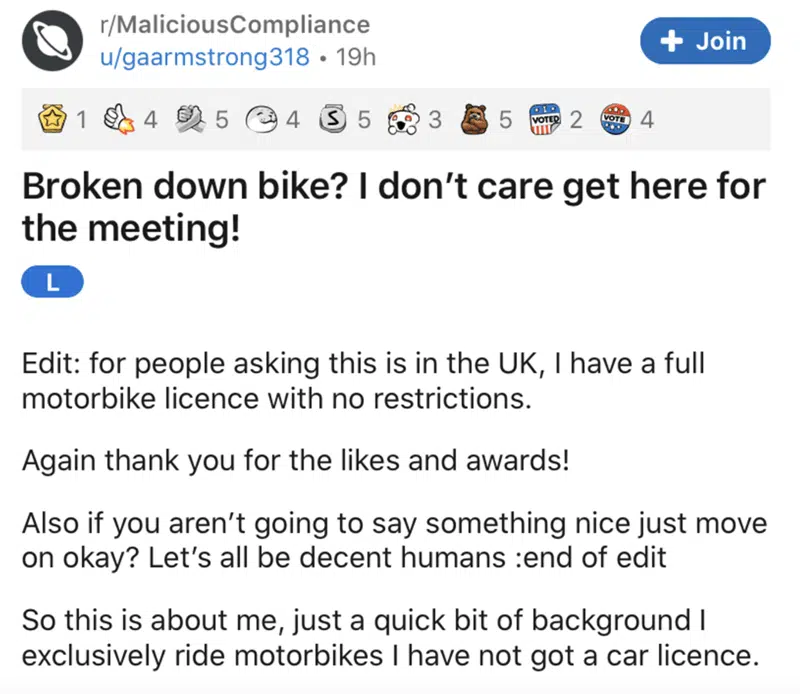 r/MaliciousCompliance
u/gaarmstrong318 • 19h
+ Join
1 4 5 4 S 5 3 5 VOTED 2 VOTE 4
Broken down bike? I don't care get here for
the meeting!
L
Edit: for people asking this is in the UK, I have a full
motorbike licence with no restrictions.
Again thank you for the likes and awards!
Also if you aren't going to say something nice just move
on okay? Let's all be decent humans :end of edit
So this is about me, just a quick bit of background I
exclusively ride motorbikes I have not got a car licence.